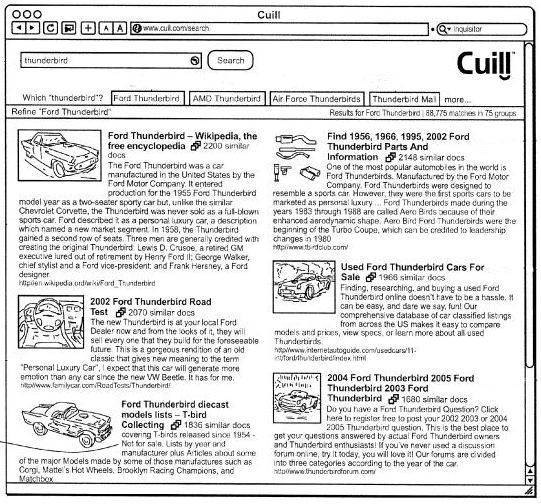 Cuill
A
A
www.cuil.com/search
inquisitor
thunderbird
Search
Cuill™
Which "thunderbird"?
Ford Thunderbird
AMD Thunderbird
Air Force Thunderbirds
Thunderbird Mail
more...
Refine "Ford Thunderbird"
Results for Ford Thunderbird | 88,775 matches in 75 groups
Ford Thunderbird – Wikipedia, the
free encyclopedia 2200 similar
docs
The Ford Thunderbird was a car
manufactured in the United States by the
Ford Motor Company. It entered
production for the 1955 Ford Thunderbird
model year as a two-seater sporty car but, unlike the similar
Chevrolet Corvette, the Thunderbird was never sold as a full-blown
sports car. Ford described it as a personal luxury car, a description
which named a new market segment. In 1958, the Thunderbird
gained a second row of seats. Three men are generally credited with
creating the original Thunderbird: Lewis D. Crusoe, a retired GM
executive lured out of retirement by Henry Ford II; George Walker,
chief stylist and a Ford vice-president; and Frank Hersney, a Ford
designer.
http//en.wikipedia.org/wiki/Ford_Thunderbird
2002 Ford Thunderbird Road
Test 2070 similar docs
The new Thunderbird is at your local Ford
Dealer now and from the looks of it, they will
sell every one that they build for the foreseeable
future. This is a gorgeous rendition of an old
classic that gives new meaning to the term
"Personal Luxury Car", I expect that this car will generate more
emotion than any car since the new VW Beetle. It has for me.
http//www.familycar.com/RoadTests/Thunderbird/
Ford Thunderbird diecast
models lists – T-bird
Collecting 1836 similar docs
covering T-birds released since 1954 -
Not for sale. Lists by year and
manufacturer plus Articles about some
of the major Models made by some of those manufactures such as
Corgi, Mattel's Hot Wheels, Brooklyn Racing Champions, and
Matchbox
Find 1956, 1966, 1995, 2002 Ford
Thunderbird Parts And
Information 2148 similar docs
One of the most popular automobiles in the world is
Ford Thunderbirds. Manufactured by the Ford Motor
Company, Ford Thunderbirds were designed to
resemble a sports car. However, they were the first sports cars to be
marketed as personal luxury ... Ford Thunderbirds made during the
years 1983 through 1988 are called Aero Birds because of their
enhanced aerodynamic shape. Aero Bird Ford Thunderbirds were the
beginning of the Turbo Coupe, which can be credited to leadership
changes in 1980
http//www.tbirdclub.com/
Used Ford Thunderbird Cars For
Sale 1966 similar docs
Finding, researching, and buying a used Ford
Thunderbird online doesn't have to be a hassle. It
can be easy, and dare we say, fun! Our
comprehensive database of car classified listings
from across the US makes it easy to compare
models and prices, view specs, or learn more about all used
Thunderbirds.
http//www.internetautoguide.com/usedcars/11-
int/ford/thunderbird/index.html
2004 Ford Thunderbird 2005 Ford
Thunderbird 2003 Ford
Thunderbird 1680 similar docs
Do you have a Ford Thunderbird Question? Click
here to register free to post your 2002 2003 or 2004
2005 Thunderbird question. This is the best place to
get your questions answered by actual Ford Thunderbird owners
and Thunderbird enthusiasts! If you've never used a discussion
forum online, try it today, you will love it! Our forums are divided
into three categories according to the year of the car.
http//www.thunderbirdforum.com/